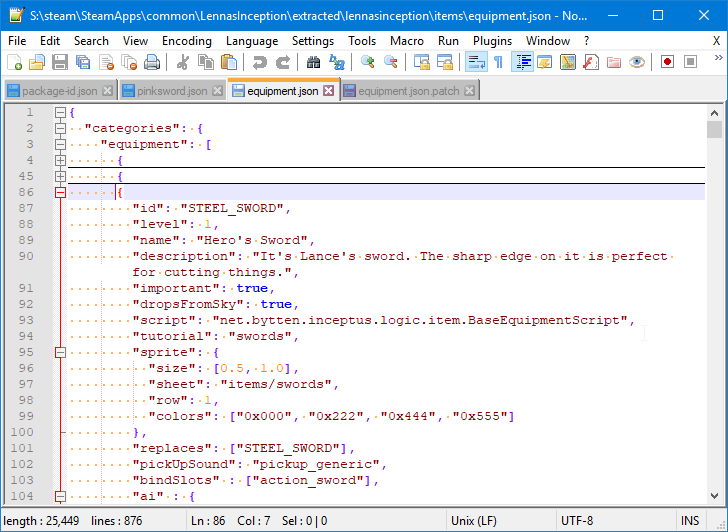 S:\steam\SteamApps\common\LennasInception\extracted\lennasinception\items\equipment.json - No...
File Edit Search View Encoding Language Settings Tools Macro Run Plugins Window ? X
package-id.json pinksword.json equipment.json equipment.json.patch
1 {
2 "categories": {
3 "equipment": [
4 {
45 {
86 {
87 "id": "STEEL_SWORD",
88 "level": 1,
89 "name": "Hero's Sword",
90 "description": "It's Lance's sword. The sharp edge on it is perfect
for cutting things.",
91 "important": true,
92 "dropsFromSky": true,
93 "script": "net.bytten.inceptus.logic.item.BaseEquipmentScript",
94 "tutorial": "swords",
95 "sprite": {
96 "size": [0.5, 1.0],
97 "sheet": "items/swords",
98 "row": 1,
99 "colors": ["0x000", "0x222", "0x444", "0x555"]
100 },
101 "replaces": ["STEEL_SWORD"],
102 "pickUpSound": "pickup_generic",
103 "bindSlots" : ["action_sword"],
104 "ai" : {
length : 25,449 lines : 876 Ln : 86 Col : 7 Sel : 0 | 0 Unix (LF) UTF-8 INS